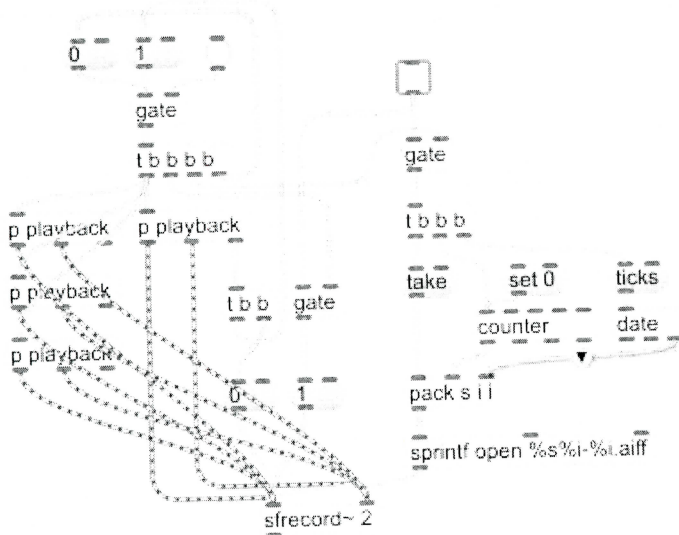 0 1
gate
gate
t b b b b
t b b b
p playback p playback
take set 0 ticks
p playback
t b b gate
counter date
p playback
0 1
pack s i i
sprintf open %s%i-%i.aiff
sfrecord~ 2